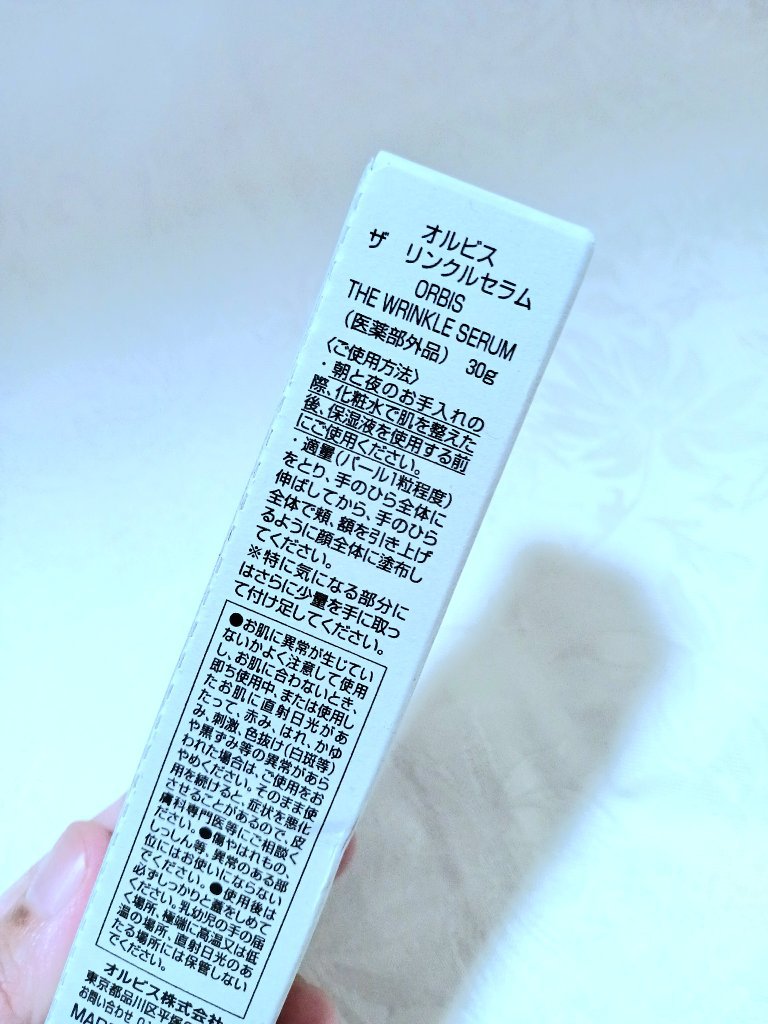 オルビス
ザ リンクルセラム
ORBIS
THE WRINKLE SERUM
(医薬部外品) 30g
〈ご使用方法〉
・朝と夜のお手入れの
際、化粧水で肌を整えた
後、保湿液を使用する前
にご使用ください。
・適量(パール1粒程度)
をとり、手のひら全体に
伸ばしてから、手のひら
全体で頬、額を引き上げ
るように顔全体に塗布し
てください。
※特に気になる部分に
はさらに少量を手に取っ
て付け足してください。
●お肌に異常が生じてい
ないかよく注意して使用
し、お肌に合わないとき、
即ち使用中、または使用し
たお肌に直射日光があ
たって、赤み、はれ、かゆ
み、刺激、色抜け(白斑等)
や黒ずみ等の異常があら
われた場合は、ご使用をお
やめください。そのまま使
用を続けると、症状を悪化
させることがあるので、皮
膚科専門医等にご相談く
ださい。●傷やはれもの、
しっしん等、異常のある部
位にはお使いにならない
でください。●使用後は
必ずしっかりと蓋をしめて
ください。乳幼児の手の届
く場所、極端に高温又は低
温の場所、直射日光のあ
たる場所には保管しない
でください。
オルビス株式会社
東京都品川区平塚
お問い合わせ